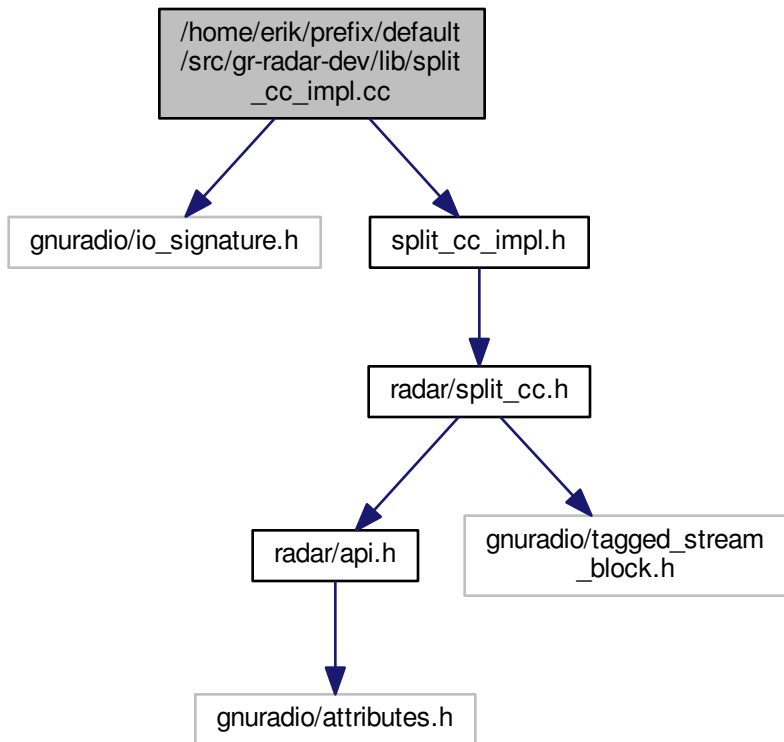 /home/erik/prefix/default
/src/gr-radar-dev/lib/split
_cc_impl.cc
gnuradio/io_signature.h
split_cc_impl.h
radar/split_cc.h
radar/api.h
gnuradio/tagged_stream
_block.h
gnuradio/attributes.h